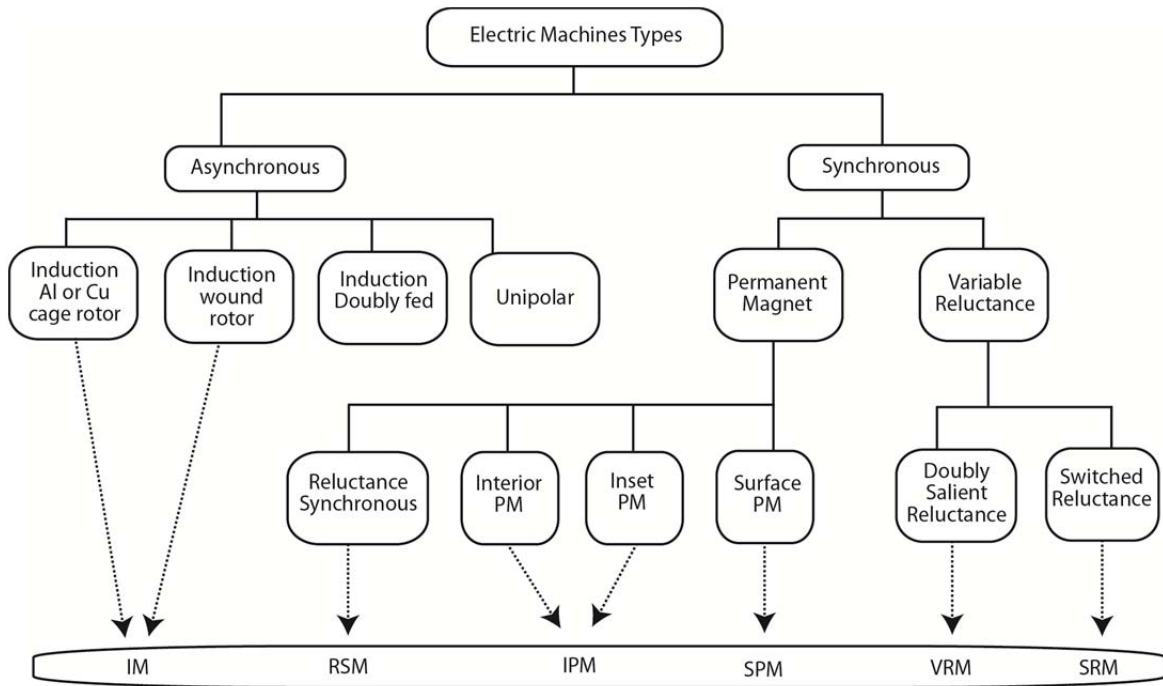 Electric Machines Types
Asynchronous
Synchronous
Induction
Al or Cu
cage rotor
Induction
wound
rotor
Induction
Doubly fed
Unipolar
Permanent
Magnet
Variable
Reluctance
Reluctance
Synchronous
Interior
PM
Inset
PM
Surface
PM
Doubly
Salient
Reluctance
Switched
Reluctance
IM
RSM
IPM
SPM
VRM
SRM